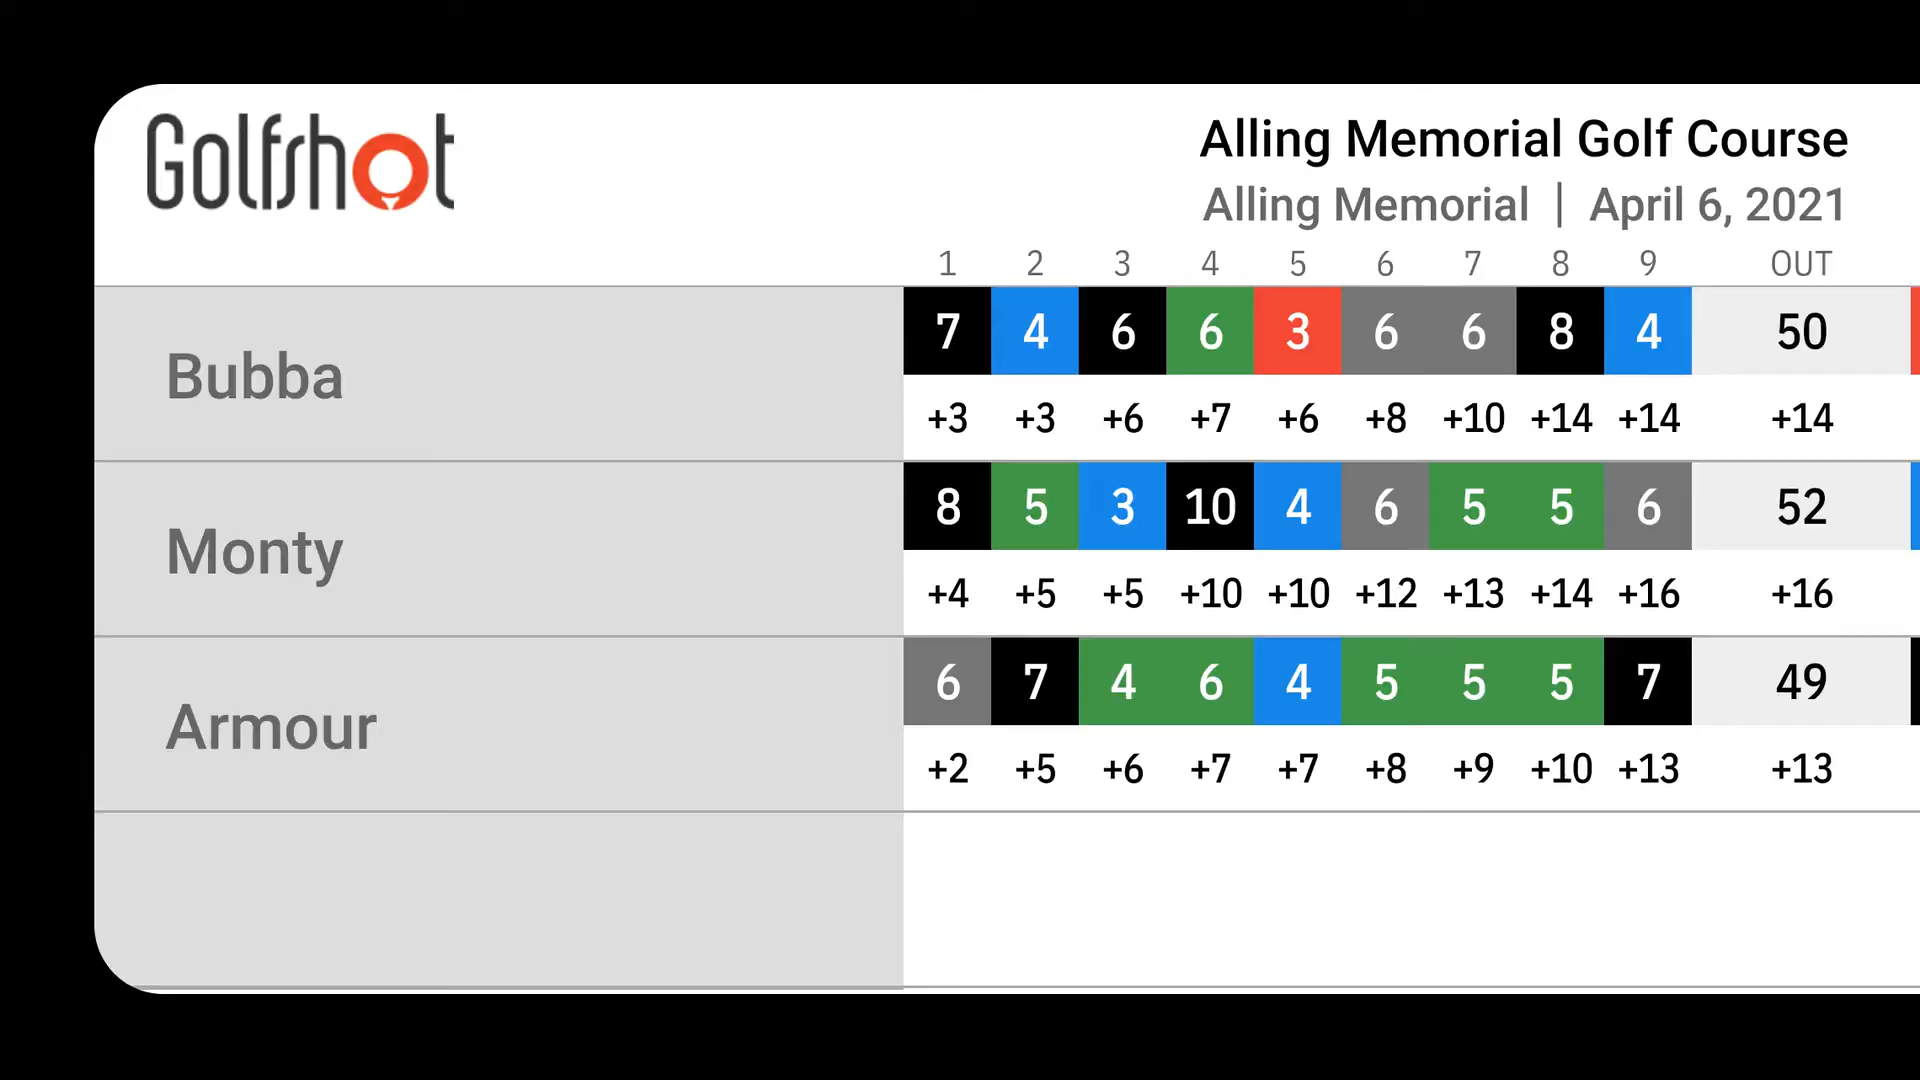 Golfshot
Alling Memorial Golf Course
Alling Memorial | April 6, 2021
1 2 3 4 5 6 7 8 9 OUT
Bubba
7 4 6 6 3 6 6 8 4 50
+3 +3 +6 +7 +6 +8 +10 +14 +14 +14
Monty
8 5 3 10 4 6 5 5 6 52
+4 +5 +5 +10 +10 +12 +13 +14 +16 +16
Armour
6 7 4 6 4 5 5 5 7 49
+2 +5 +6 +7 +7 +8 +9 +10 +13 +13